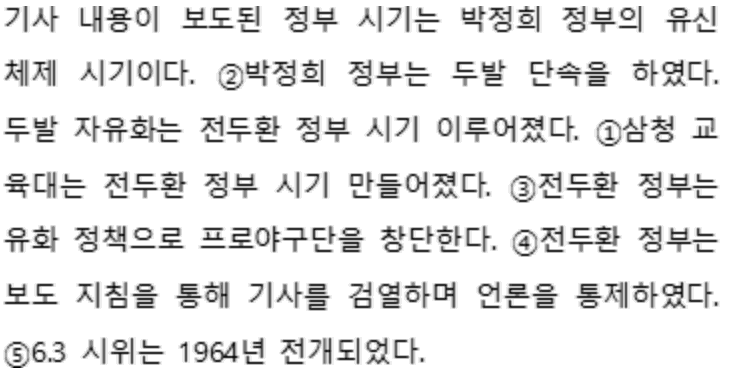 기사 내용이 보도된 정부 시기는 박정희 정부의 유신
체제 시기이다. ②박정희 정부는 두발 단속을 하였다.
두발 자유화는 전두환 정부 시기 이루어졌다. ①삼청 교
육대는 전두환 정부 시기 만들어졌다. ③전두환 정부는
유화 정책으로 프로야구단을 창단한다. ④전두환 정부는
보도 지침을 통해 기사를 검열하며 언론을 통제하였다.
⑤6.3 시위는 1964년 전개되었다.